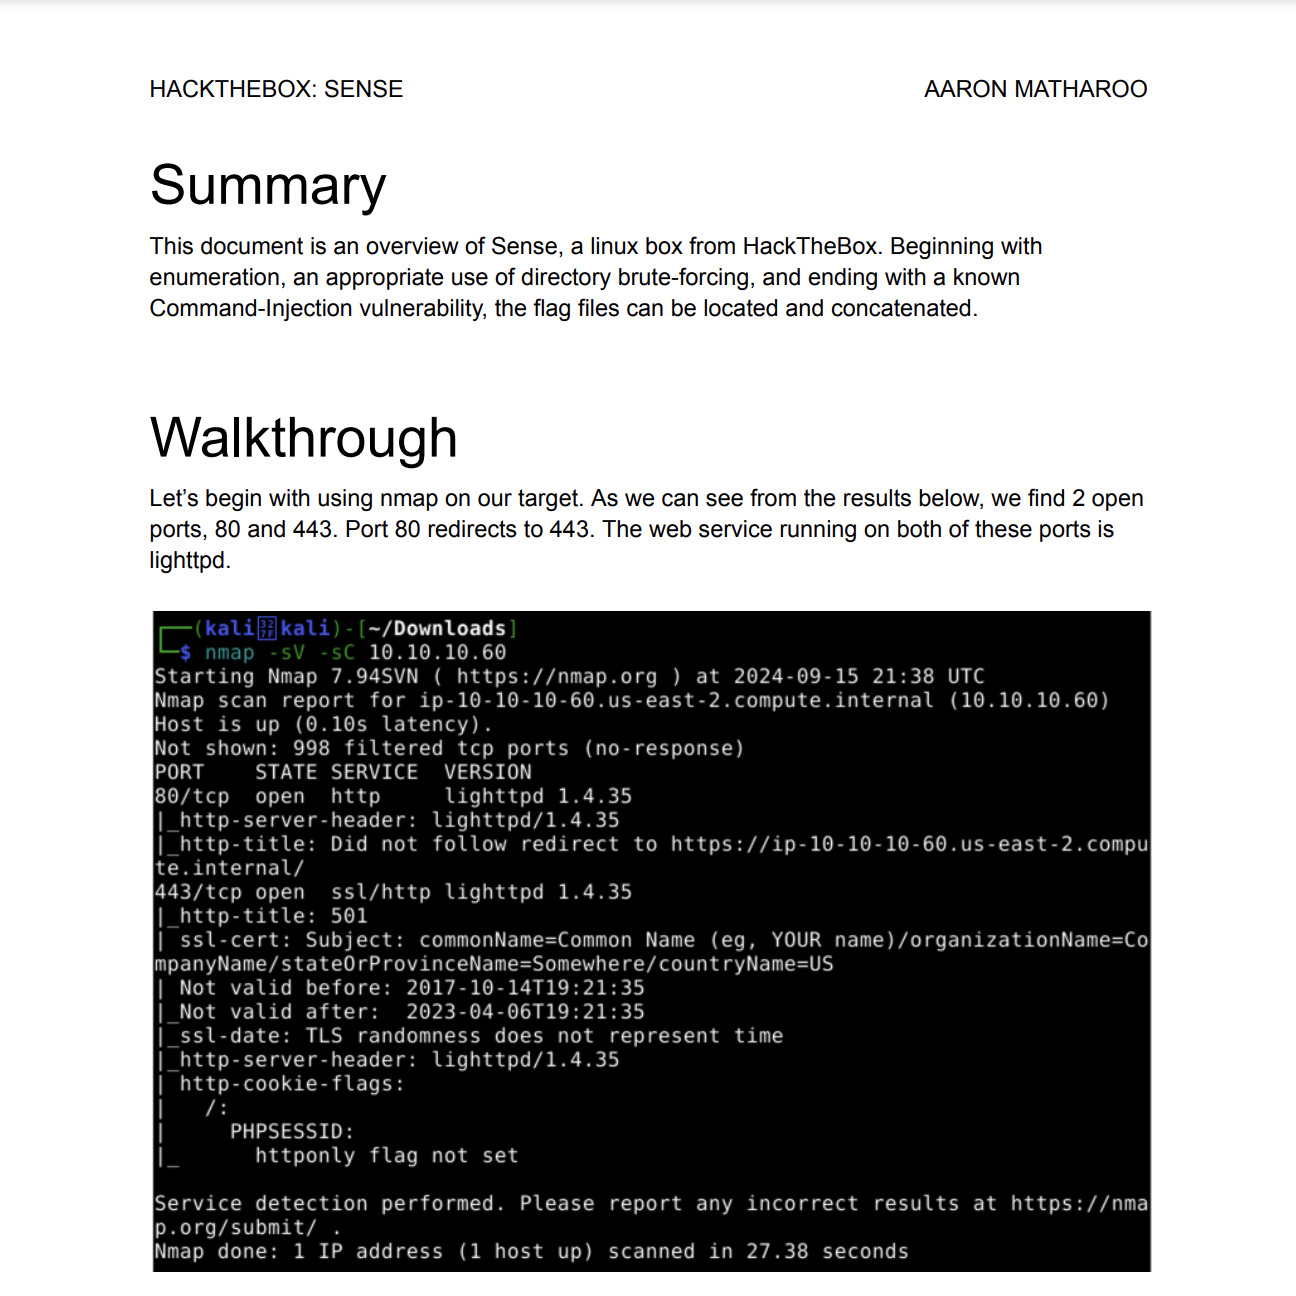 HACKTHEBOX: SENSE AARON MATHAROO
Summary
This document is an overview of Sense, a linux box from HackTheBox. Beginning with
enumeration, an appropriate use of directory brute-forcing, and ending with a known
Command-Injection vulnerability, the flag files can be located and concatenated.
Walkthrough
Let’s begin with using nmap on our target. As we can see from the results below, we find 2 open
ports, 80 and 443. Port 80 redirects to 443. The web service running on both of these ports is
lighttpd.
┌──(kali㉿kali)-[~/Downloads]
└─$ nmap -sV -sC 10.10.10.60
Starting Nmap 7.94SVN ( https://nmap.org ) at 2024-09-15 21:38 UTC
Nmap scan report for ip-10-10-10-60.us-east-2.compute.internal (10.10.10.60)
Host is up (0.10s latency).
Not shown: 998 filtered tcp ports (no-response)
PORT    STATE SERVICE  VERSION
80/tcp  open  http     lighttpd 1.4.35
|_http-server-header: lighttpd/1.4.35
|_http-title: Did not follow redirect to https://ip-10-10-10-60.us-east-2.compu
te.internal/
443/tcp open  ssl/http lighttpd 1.4.35
|_http-title: 501
| ssl-cert: Subject: commonName=Common Name (eg, YOUR name)/organizationName=Co
mpanyName/stateOrProvinceName=Somewhere/countryName=US
| Not valid before: 2017-10-14T19:21:35
|_Not valid after:  2023-04-06T19:21:35
|_ssl-date: TLS randomness does not represent time
|_http-server-header: lighttpd/1.4.35
| http-cookie-flags:
|   /:
|     PHPSESSID:
|_      httponly flag not set
Service detection performed. Please report any incorrect results at https://nma
p.org/submit/ .
Nmap done: 1 IP address (1 host up) scanned in 27.38 seconds